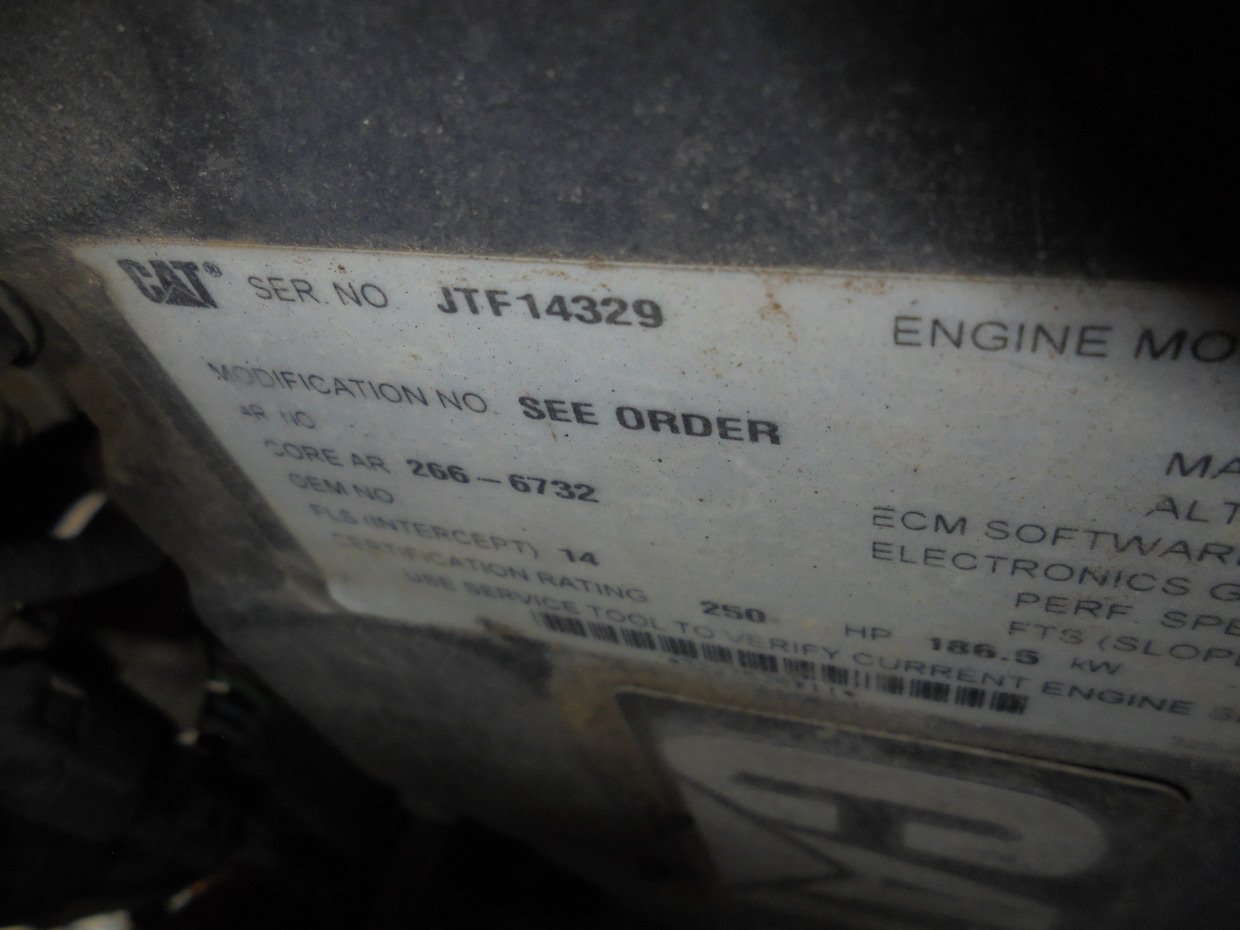 CAT® SER. NO JTF14329 ENGINE MO
MODIFICATION NO. SEE ORDER
AR NO MA
CORE AR 266-6732 ALT
OEM NO ECM SOFTWAR
FLS (INTERCEPT) 14 ELECTRONICS G
CERTIFICATION RATING 250 HP 186.5 kW PERF. SPE
FTS (SLOP
USE SERVICE TOOL TO VERIFY CURRENT ENGINE